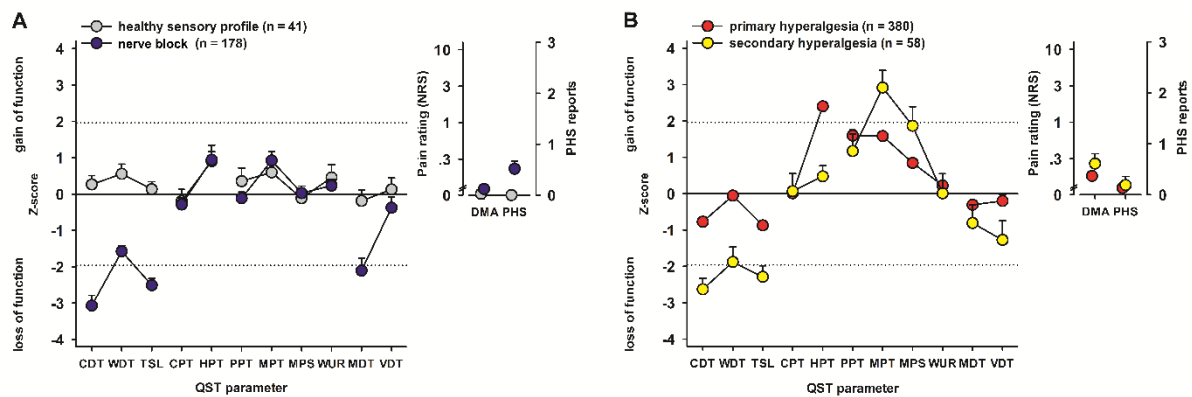 A
healthy sensory profile (n = 41)
nerve block (n = 178)
gain of function
Z-score
loss of function
4
3
2
1
0
-1
-2
-3
-4
CDT WDT TSL CPT HPT PPT MPT MPS WUR MDT VDT
QST parameter
Pain rating (NRS)
10
3
1
.3
0
DMA PHS
3
2
1
0
PHS reports
B
primary hyperalgesia (n = 380)
secondary hyperalgesia (n = 58)
gain of function
Z-score
loss of function
4
3
2
1
0
-1
-2
-3
-4
CDT WDT TSL CPT HPT PPT MPT MPS WUR MDT VDT
QST parameter
Pain rating (NRS)
10
3
1
.3
0
DMA PHS
3
2
1
0
PHS reports